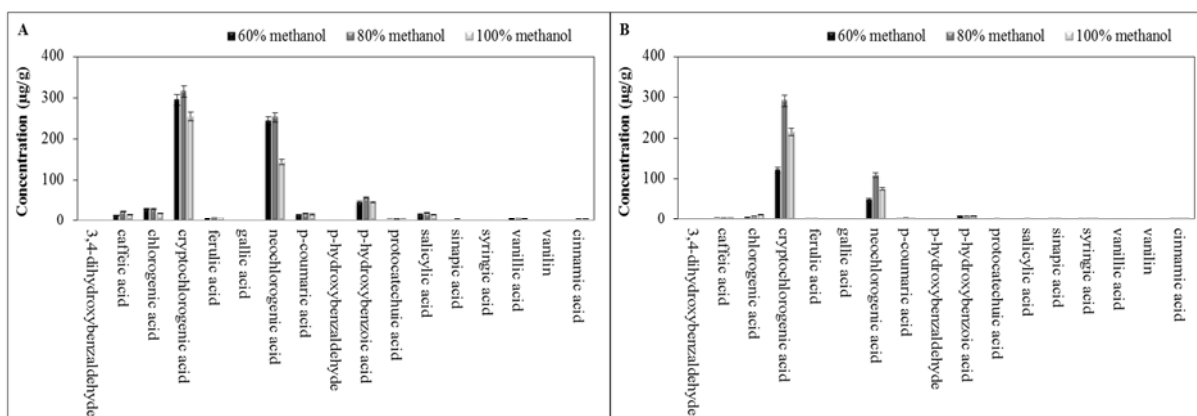 A
60% methanol 80% methanol 100% methanol
Concentration (µg/g)
400
300
200
100
0
3,4-dihydroxybenzaldehyde
caffeic acid
chlorogenic acid
cryptochlorogenic acid
ferulic acid
gallic acid
neochlorogenic acid
p-coumaric acid
p-hydroxybenzaldehyde
p-hydroxybenzoic acid
protocatechuic acid
salicylic acid
sinapic acid
syringic acid
vanillic acid
vanilin
cinnamic acid
B
60% methanol 80% methanol 100% methanol
Concentration (µg/g)
400
300
200
100
0
3,4-dihydroxybenzaldehyde
caffeic acid
chlorogenic acid
cryptochlorogenic acid
ferulic acid
gallic acid
neochlorogenic acid
p-coumaric acid
p-hydroxybenzaldehyde
p-hydroxybenzoic acid
protocatechuic acid
salicylic acid
sinapic acid
syringic acid
vanillic acid
vanilin
cinnamic acid